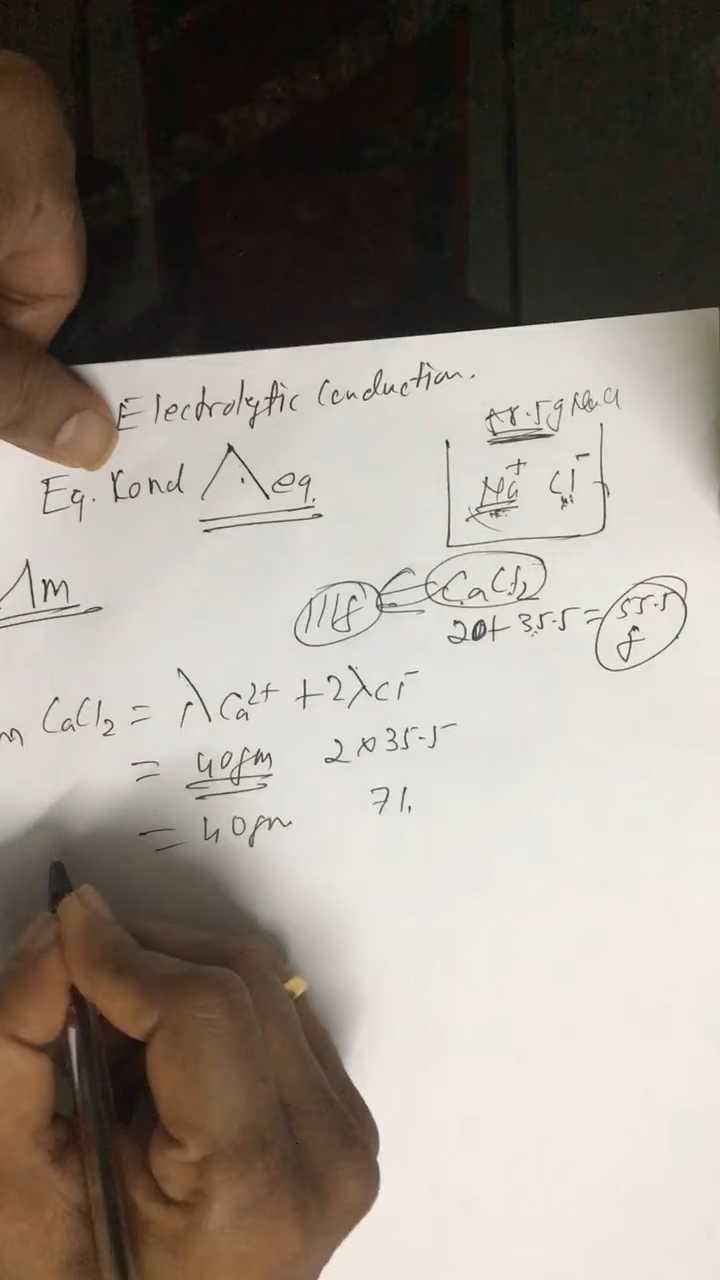 Electrolytic Conduction.
58.5g NaCl
Eq. Kond Λeq.
Na⁺ Cl⁻
Λm
111g ⇐ CaCl₂
20+ 35.5 = 55.5 g
m CaCl₂ = λCa²⁺ + 2λCl⁻
= 40gm 2×35.5
= 40gm 71.